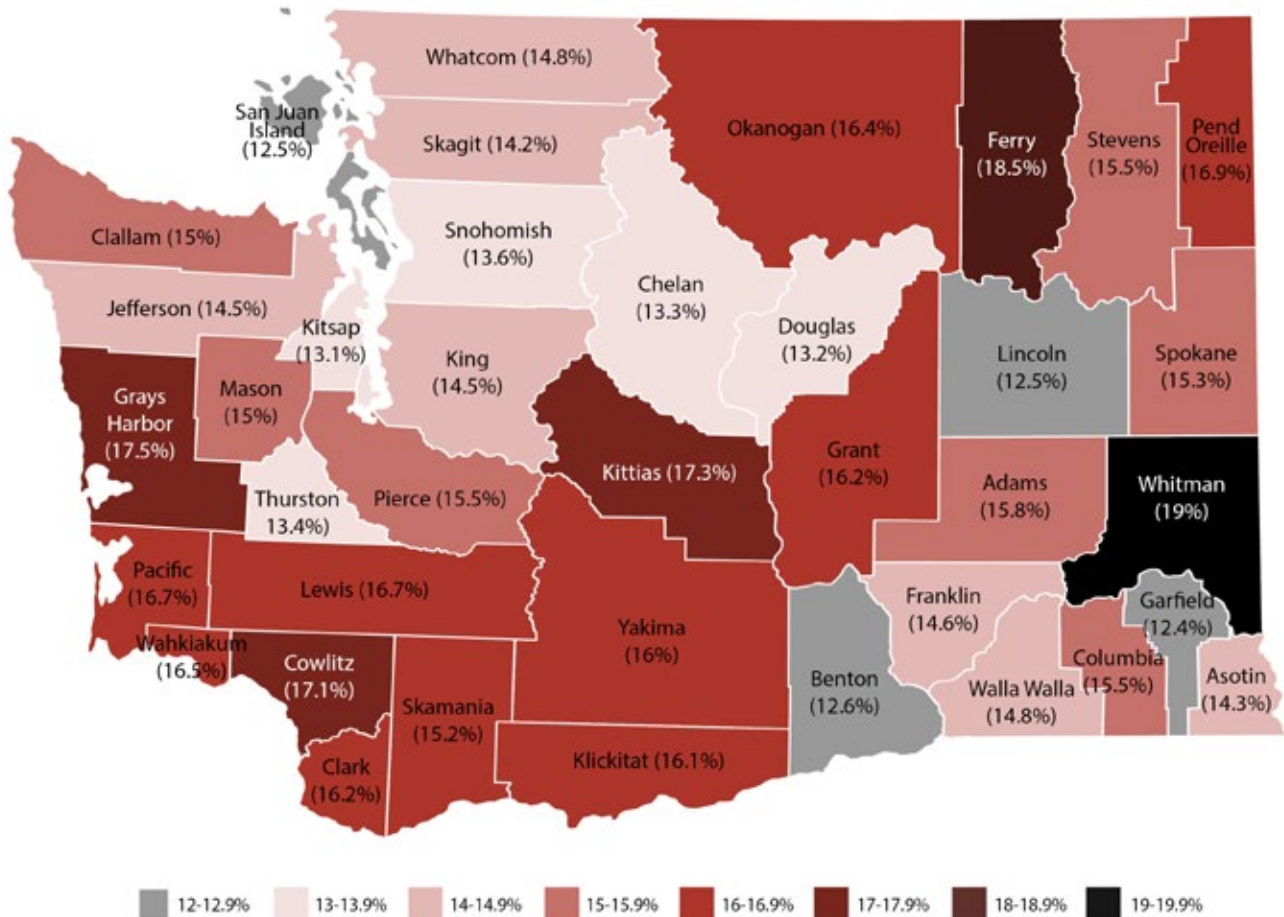 Whatcom (14.8%)
San Juan
Island
(12.5%)
Skagit (14.2%)
Okanogan (16.4%)
Ferry
(18.5%)
Stevens
(15.5%)
Pend
Oreille
(16.9%)
Clallam (15%)
Snohomish
(13.6%)
Chelan
(13.3%)
Jefferson (14.5%)
Kitsap
(13.1%)
King
(14.5%)
Douglas
(13.2%)
Lincoln
(12.5%)
Spokane
(15.3%)
Grays
Harbor
(17.5%)
Mason
(15%)
Thurston
13.4%)
Pierce (15.5%)
Kittias (17.3%)
Grant
(16.2%)
Adams
(15.8%)
Whitman
(19%)
Pacific
(16.7%)
Lewis (16.7%)
Yakima
(16%)
Franklin
(14.6%)
Garfield
(12.4%)
Wahkiakum
(16.5%)
Cowlitz
(17.1%)
Skamania
(15.2%)
Benton
(12.6%)
Walla Walla
(14.8%)
Columbia
(15.5%)
Asotin
(14.3%)
Clark
(16.2%)
Klickitat (16.1%)
12-12.9%
13-13.9%
14-14.9%
15-15.9%
16-16.9%
17-17.9%
18-18.9%
19-19.9%